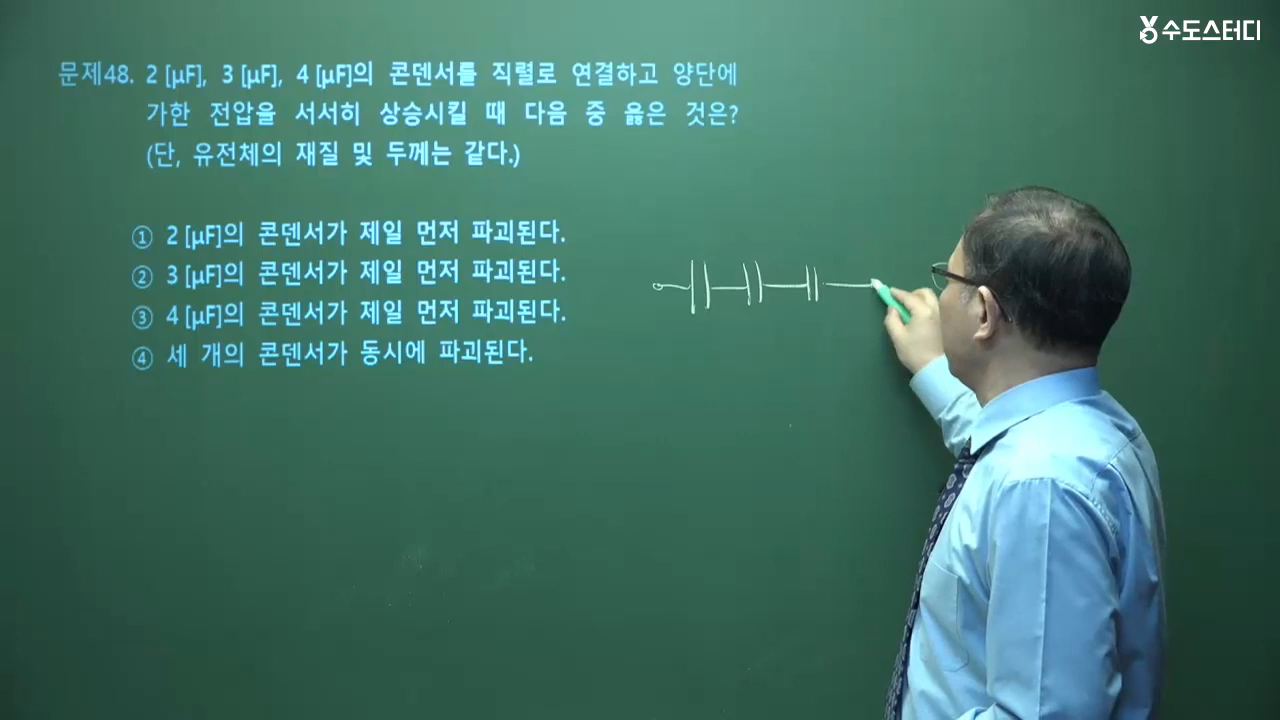 수도스터디
문제48. 2 [μF], 3 [μF], 4 [μF]의 콘덴서를 직렬로 연결하고 양단에
가한 전압을 서서히 상승시킬 때 다음 중 옳은 것은?
(단, 유전체의 재질 및 두께는 같다.)
① 2 [μF]의 콘덴서가 제일 먼저 파괴된다.
② 3 [μF]의 콘덴서가 제일 먼저 파괴된다.
③ 4 [μF]의 콘덴서가 제일 먼저 파괴된다.
④ 세 개의 콘덴서가 동시에 파괴된다.